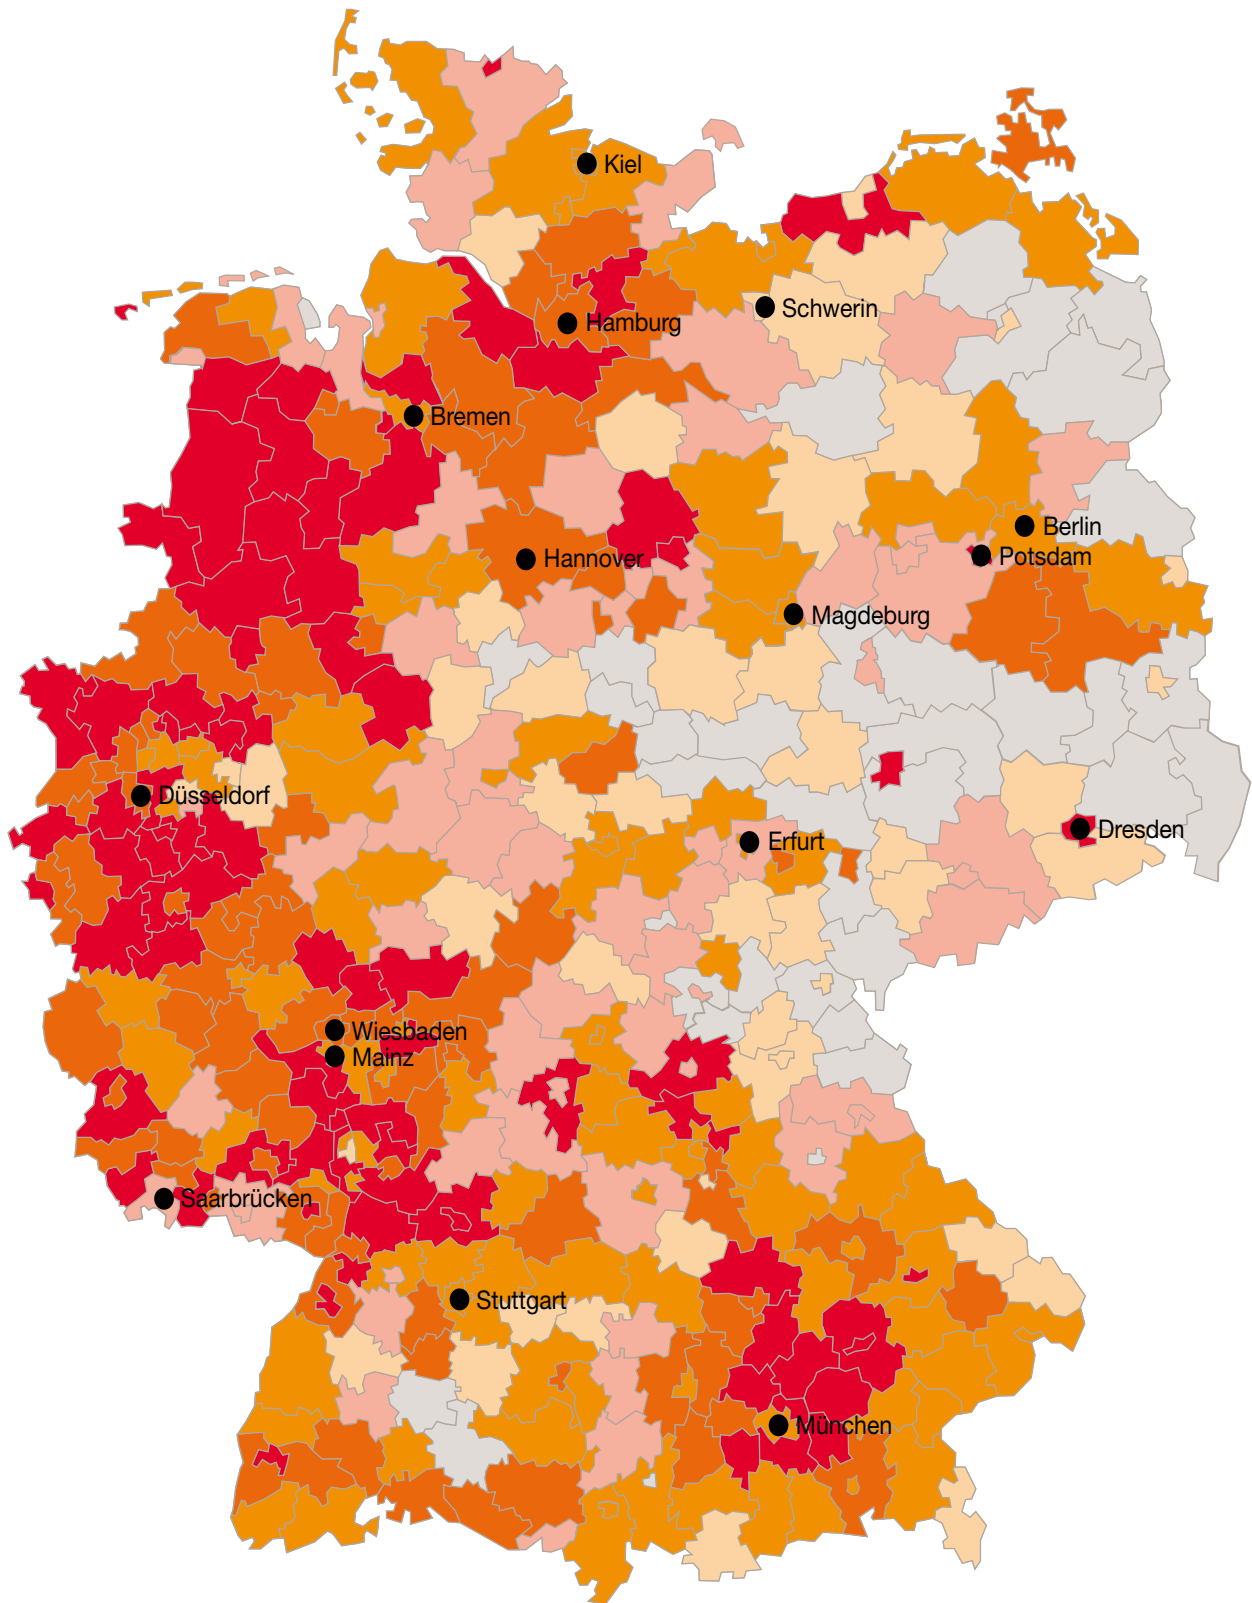 Kiel
Schwerin
Hamburg
Bremen
Berlin
Potsdam
Hannover
Magdeburg
Düsseldorf
Dresden
Erfurt
Wiesbaden
Mainz
Saarbrücken
Stuttgart
München